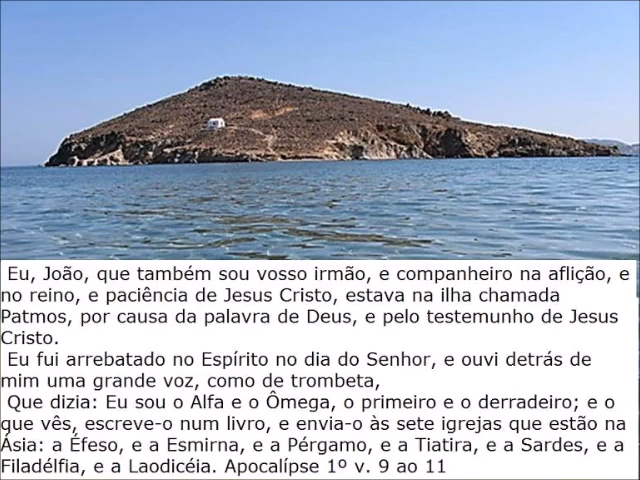 Eu, João, que também sou vosso irmão, e companheiro na aflição, e
no reino, e paciência de Jesus Cristo, estava na ilha chamada
Patmos, por causa da palavra de Deus, e pelo testemunho de Jesus
Cristo.
Eu fui arrebatado no Espírito no dia do Senhor, e ouvi detrás de
mim uma grande voz, como de trombeta,
Que dizia: Eu sou o Alfa e o Ômega, o primeiro e o derradeiro; e o
que vês, escreve-o num livro, e envia-o às sete igrejas que estão na
Ásia: a Éfeso, e a Esmirna, e a Pérgamo, e a Tiatira, e a Sardes, e a
Filadélfia, e a Laodicéia. Apocalípse 1º v. 9 ao 11